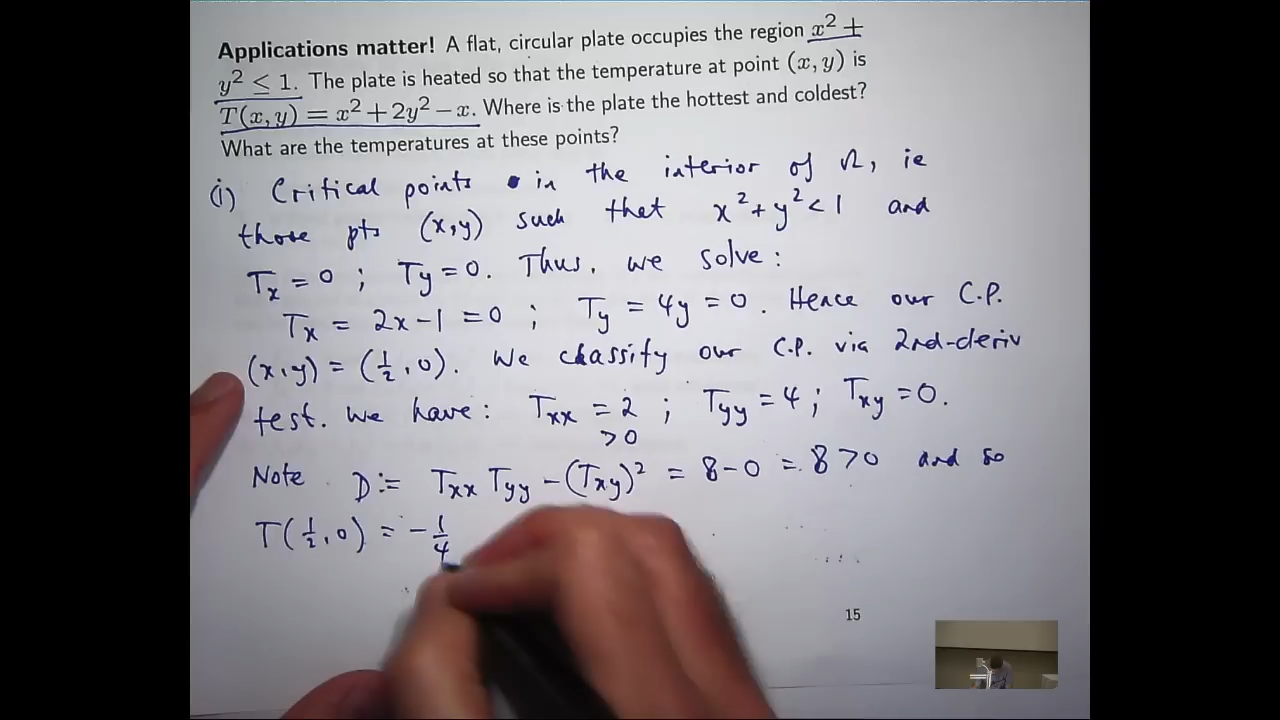 Applications matter! A flat, circular plate occupies the region x² +
y² ≤ 1. The plate is heated so that the temperature at point (x, y) is
T(x, y) = x² + 2y² − x. Where is the plate the hottest and coldest?
What are the temperatures at these points?
(i) Critical points in the interior of Ω, ie
those pts (x,y) such that x² + y² < 1 and
Tx = 0 ; Ty = 0. Thus, we solve :
Tx = 2x − 1 = 0 ; Ty = 4y = 0. Hence our C.P.
(x,y) = (1/2, 0). We classify our C.P. via 2nd-deriv
test. We have : Txx = 2 ; Tyy = 4 ; Txy = 0.
> 0
Note D := Txx Tyy − (Txy)² = 8 − 0 = 8 > 0 and so
T(1/2, 0) = −1/4
15